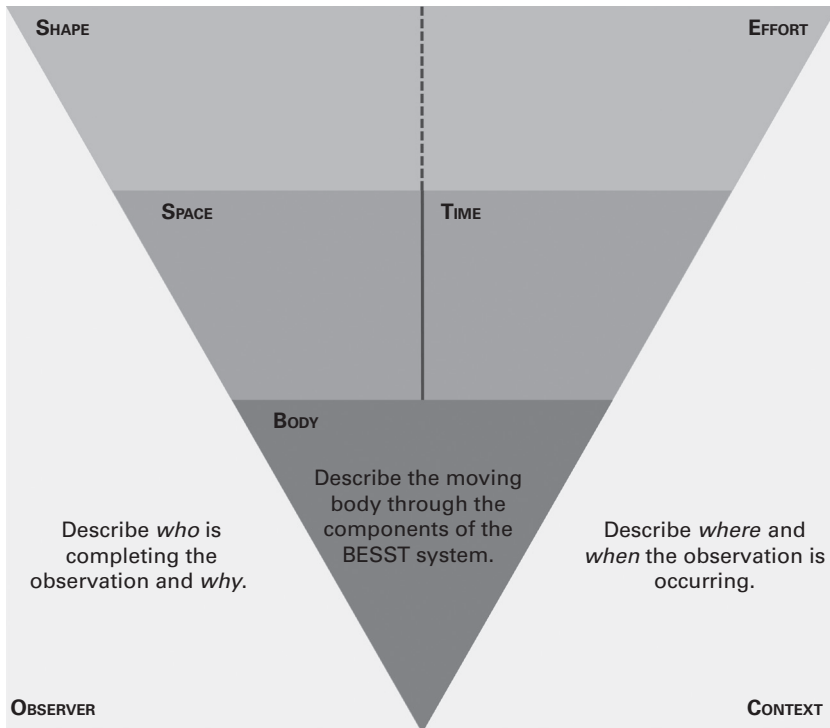 SHAPE
EFFORT
SPACE
TIME
BODY
Describe the moving
body through the
components of the
BESST system.
Describe who is
completing the
observation and why.
Describe where and
when the observation is
occurring.
OBSERVER
CONTEXT